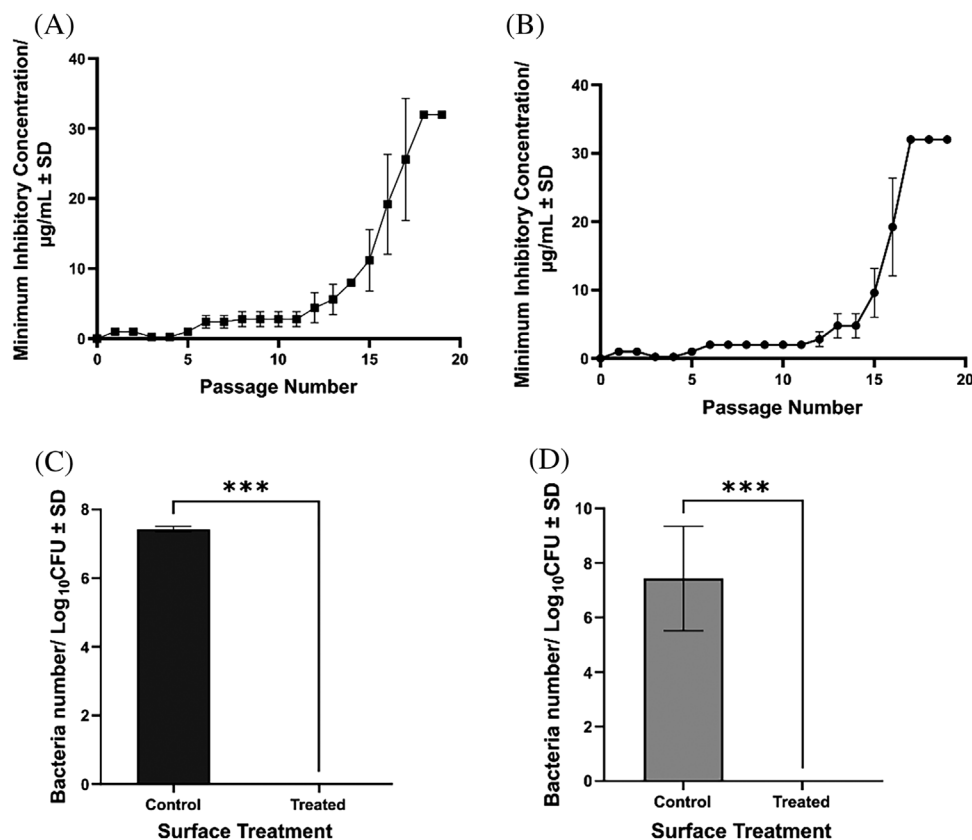 (A)
Minimum Inhibitory Concentration/
µg/mL ± SD
40
30
20
10
0
0
5
10
15
20
Passage Number
(B)
Minimum Inhibitory Concentration/
µg/mL ± SD
40
30
20
10
0
0
5
10
15
20
Passage Number
(C)
Bacteria number/ Log₁₀CFU ± SD
8
6
4
2
0
***
Control
Treated
Surface Treatment
(D)
Bacteria number/ Log₁₀CFU ± SD
10
8
6
4
2
0
***
Control
Treated
Surface Treatment